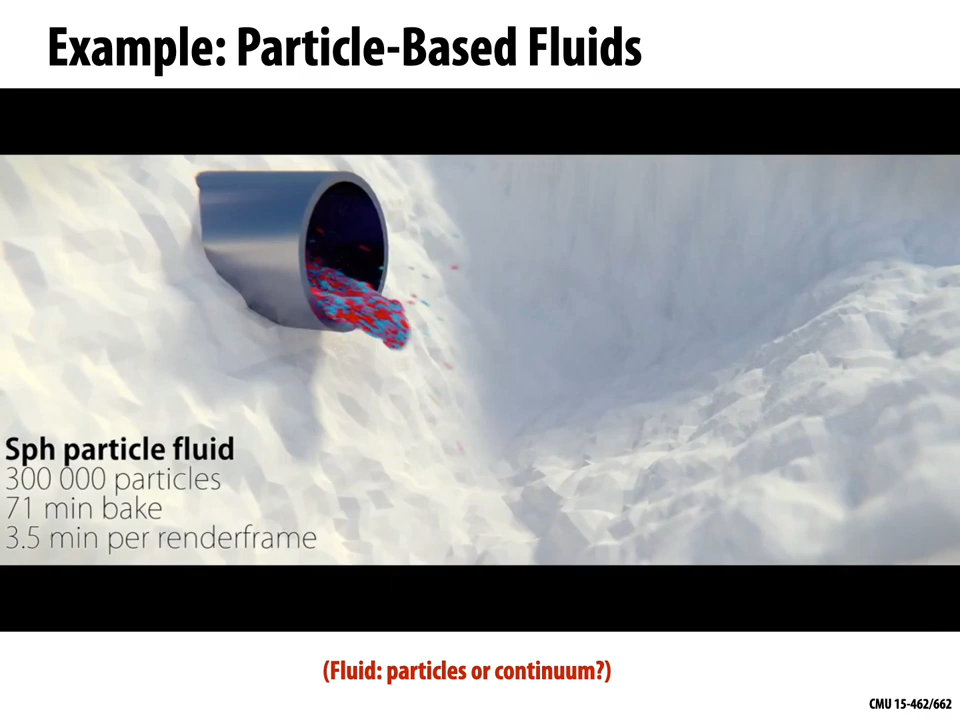 Example: Particle-Based Fluids
Sph particle fluid
300 000 particles
71 min bake
3.5 min per renderframe
(Fluid: particles or continuum?)
CMU 15-462/662